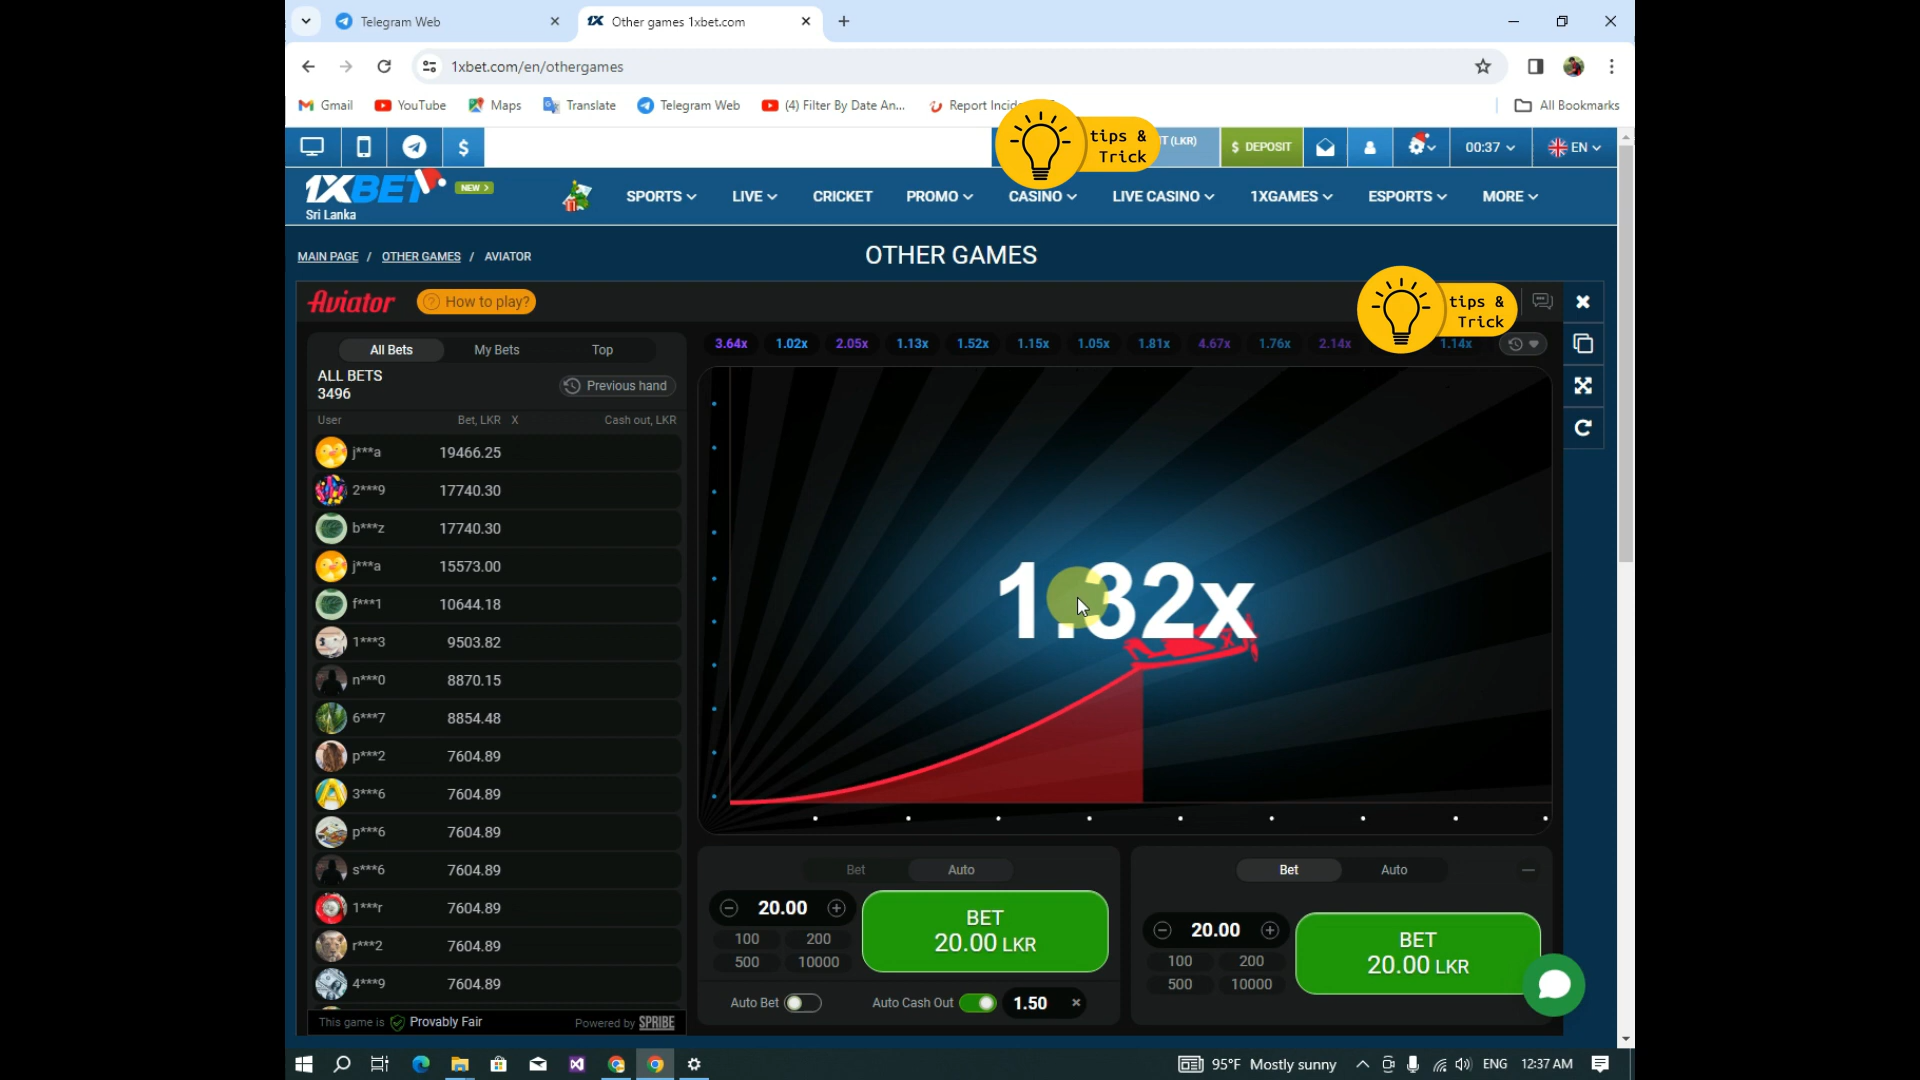 Telegram Web
1X Other games 1xbet.com
1xbet.com/en/othergames
Gmail YouTube Maps Translate Telegram Web (4) Filter By Date An... Report Incide
All Bookmarks
tips &
Trick
T (LKR)
$ DEPOSIT
00:37
EN
1XBET
NEW >
Sri Lanka
SPORTS LIVE CRICKET PROMO CASINO LIVE CASINO 1XGAMES ESPORTS MORE
MAIN PAGE / OTHER GAMES / AVIATOR
OTHER GAMES
Aviator
? How to play?
tips &
Trick
All Bets My Bets Top
ALL BETS
3496
Previous hand
User Bet, LKR X Cash out, LKR
j***a 19466.25
2***9 17740.30
b***z 17740.30
j***a 15573.00
f***1 10644.18
1***3 9503.82
n***0 8870.15
6***7 8854.48
p***2 7604.89
3***6 7604.89
p***6 7604.89
s***6 7604.89
1***r 7604.89
r***2 7604.89
4***9 7604.89
This game is Provably Fair
Powered by SPRIBE
3.64x 1.02x 2.05x 1.13x 1.52x 1.15x 1.05x 1.81x 4.67x 1.76x 2.14x 1.14x
1.32x
Bet Auto
20.00
100 200
500 10000
BET
20.00 LKR
Auto Bet
Auto Cash Out 1.50 ×
Bet Auto
20.00
100 200
500 10000
BET
20.00 LKR
95°F Mostly sunny
ENG
12:37 AM